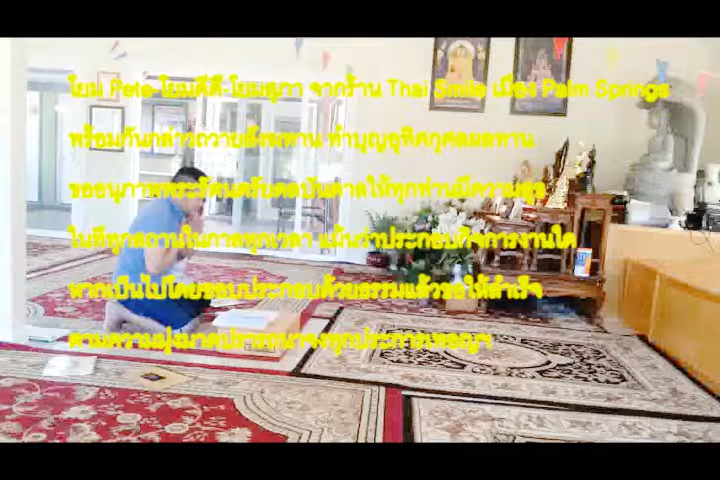 โยม Pete-โยมคิตตี้-โยมสุภา จากร้าน Thai Smile เมือง Palm Springs
พร้อมกันกล่าวถวายสังฆทาน ทำบุญอุทิศกุศลผลทาน
ขออนุภาพพระรัตนตรับดลบันดาลให้ทุกท่านมีความสุข
ในที่ทุกสถานในกาลทุกเวลา แม้นว่าประกอบกิจการงานใด
หากเป็นไปโดยชอบประกอบด้วยธรรมแล้วขอให้สำเร็จ
ตามความมุ่งมาดปรารถนาจงทุกประการเทอญฯ